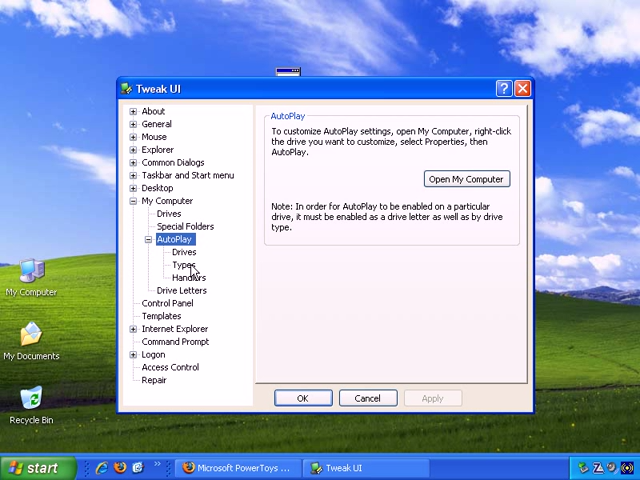 Tweak UI
About
General
Mouse
Explorer
Common Dialogs
Taskbar and Start menu
Desktop
My Computer
Drives
Special Folders
AutoPlay
Drives
Types
Handlers
Drive Letters
Control Panel
Templates
Internet Explorer
Command Prompt
Logon
Access Control
Repair
AutoPlay
To customize AutoPlay settings, open My Computer, right-click
the drive you want to customize, select Properties, then
AutoPlay.
Open My Computer
Note: In order for AutoPlay to be enabled on a particular
drive, it must be enabled as a drive letter as well as by drive
type.
OK
Cancel
Apply
My Computer
My Documents
Recycle Bin
start
Microsoft PowerToys ...
Tweak UI